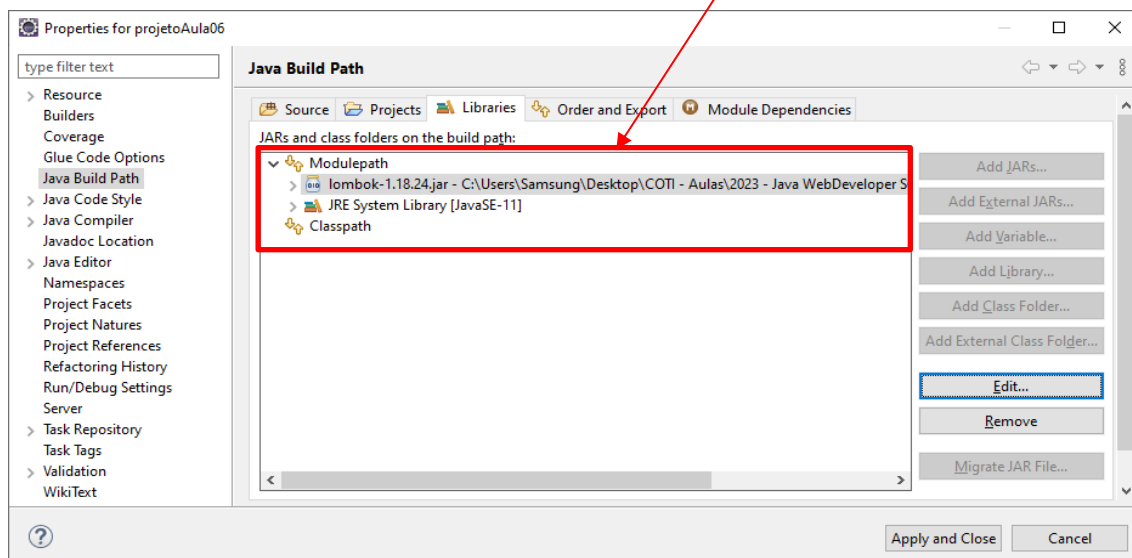 Properties for projetoAula06
type filter text
Resource
Builders
Coverage
Glue Code Options
Java Build Path
Java Code Style
Java Compiler
Javadoc Location
Java Editor
Namespaces
Project Facets
Project Natures
Project References
Refactoring History
Run/Debug Settings
Server
Task Repository
Task Tags
Validation
WikiText
Java Build Path
Source Projects Libraries Order and Export Module Dependencies
JARs and class folders on the build path:
Modulepath
lombok-1.18.24.jar - C:\Users\Samsung\Desktop\COTI - Aulas\2023 - Java WebDeveloper S
JRE System Library [JavaSE-11]
Classpath
Add JARs...
Add External JARs...
Add Variable...
Add Library...
Add Class Folder...
Add External Class Folder...
Edit...
Remove
Migrate JAR File...
Apply and Close Cancel